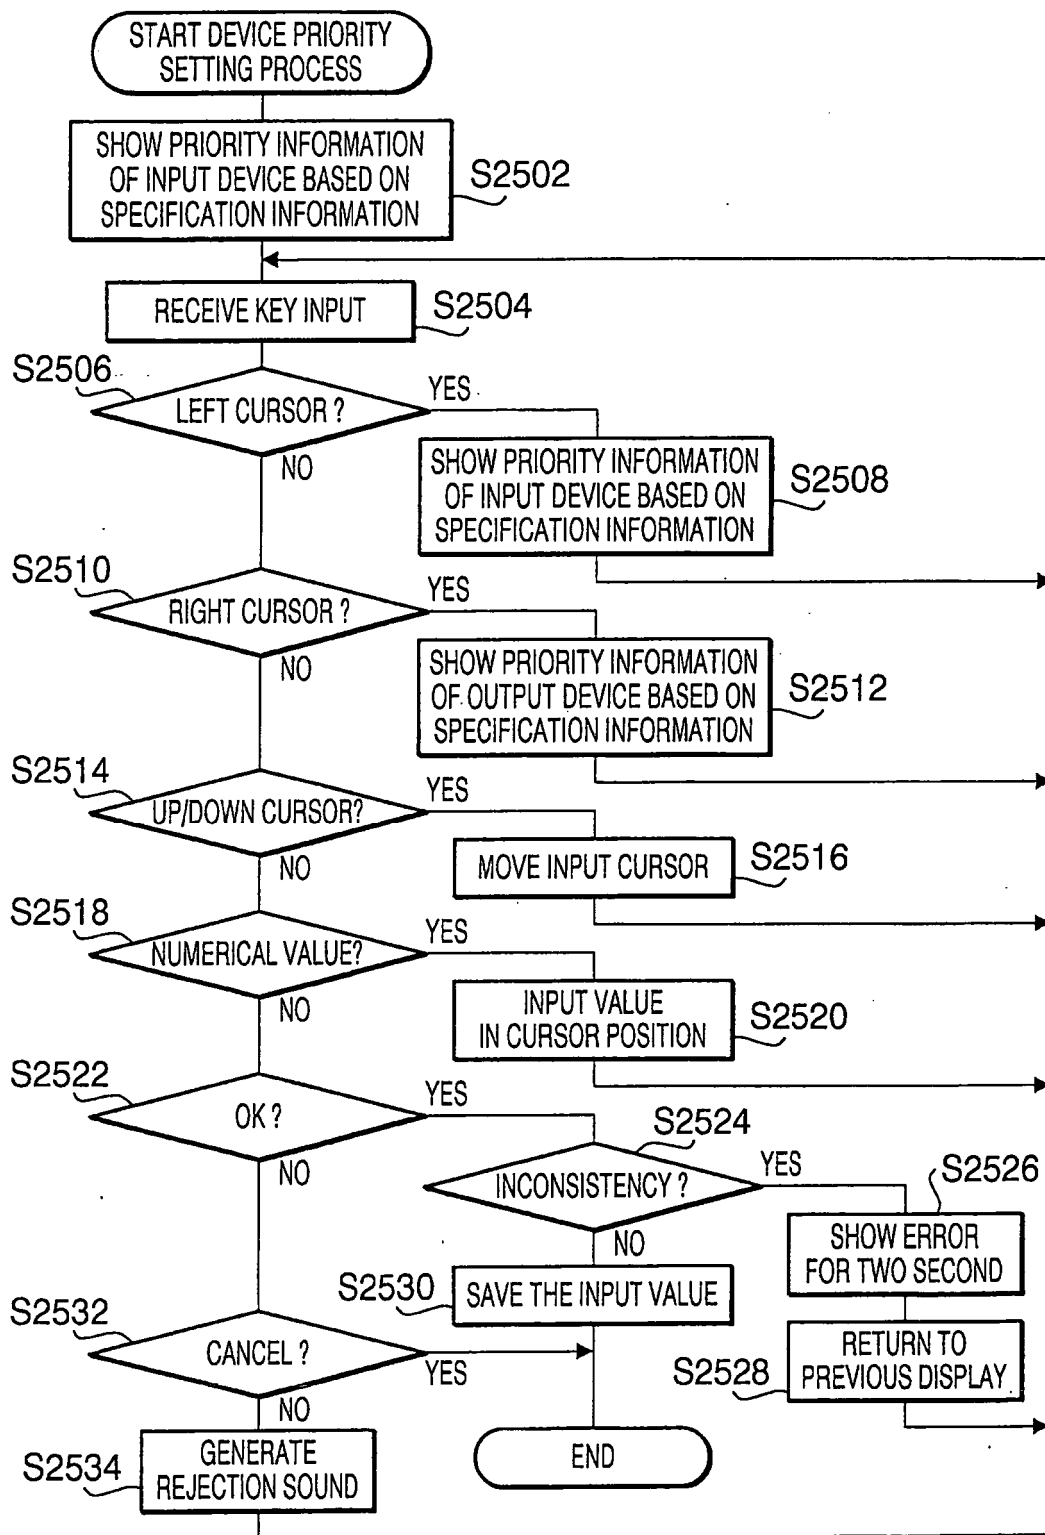 START DEVICE PRIORITY
SETTING PROCESS
SHOW PRIORITY INFORMATION
OF INPUT DEVICE BASED ON
SPECIFICATION INFORMATION
S2502
RECEIVE KEY INPUT
S2504
S2506
LEFT CURSOR ?
YES
NO
SHOW PRIORITY INFORMATION
OF INPUT DEVICE BASED ON
SPECIFICATION INFORMATION
S2508
S2510
RIGHT CURSOR ?
YES
NO
SHOW PRIORITY INFORMATION
OF OUTPUT DEVICE BASED ON
SPECIFICATION INFORMATION
S2512
S2514
UP/DOWN CURSOR?
YES
NO
MOVE INPUT CURSOR
S2516
S2518
NUMERICAL VALUE?
YES
NO
INPUT VALUE
IN CURSOR POSITION
S2520
S2522
OK ?
YES
NO
S2524
INCONSISTENCY ?
YES
NO
S2526
SHOW ERROR
FOR TWO SECOND
S2530
SAVE THE INPUT VALUE
S2528
RETURN TO
PREVIOUS DISPLAY
S2532
CANCEL ?
YES
NO
S2534
GENERATE
REJECTION SOUND
END